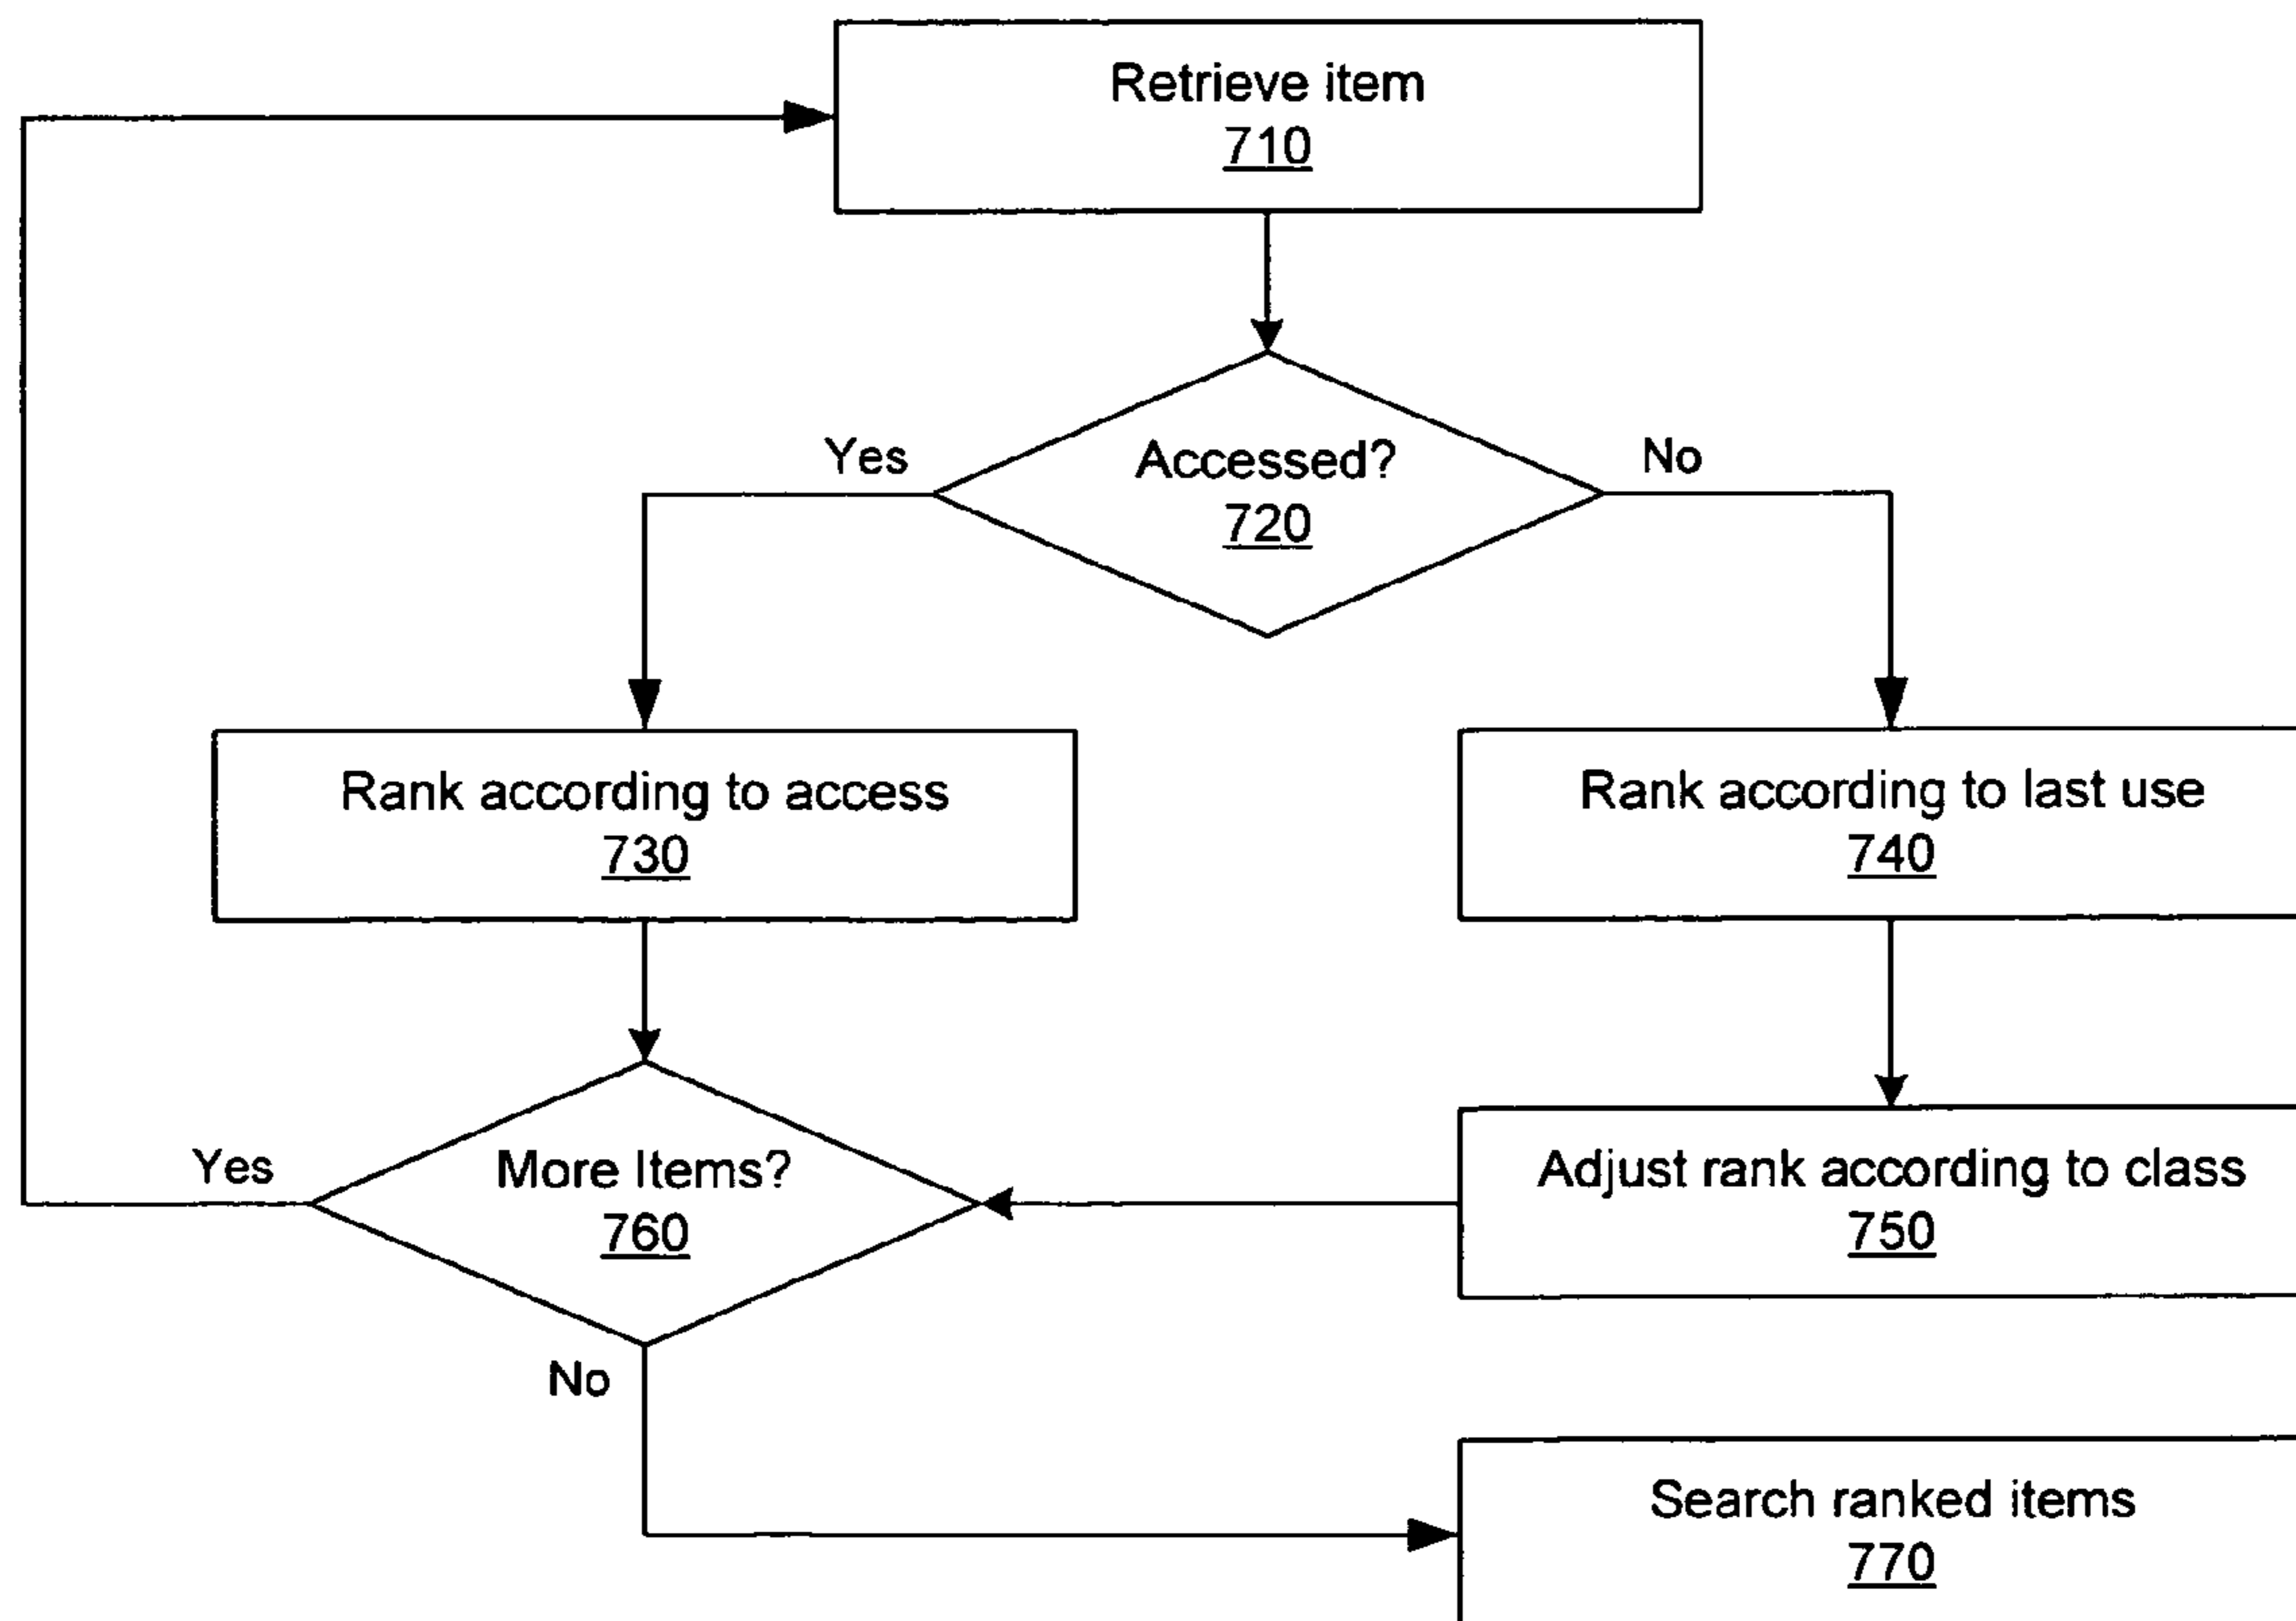 Retrieve item
710
Yes
Accessed?
720
No
Rank according to access
730
Rank according to last use
740
Yes
More Items?
760
Adjust rank according to class
750
No
Search ranked items
770